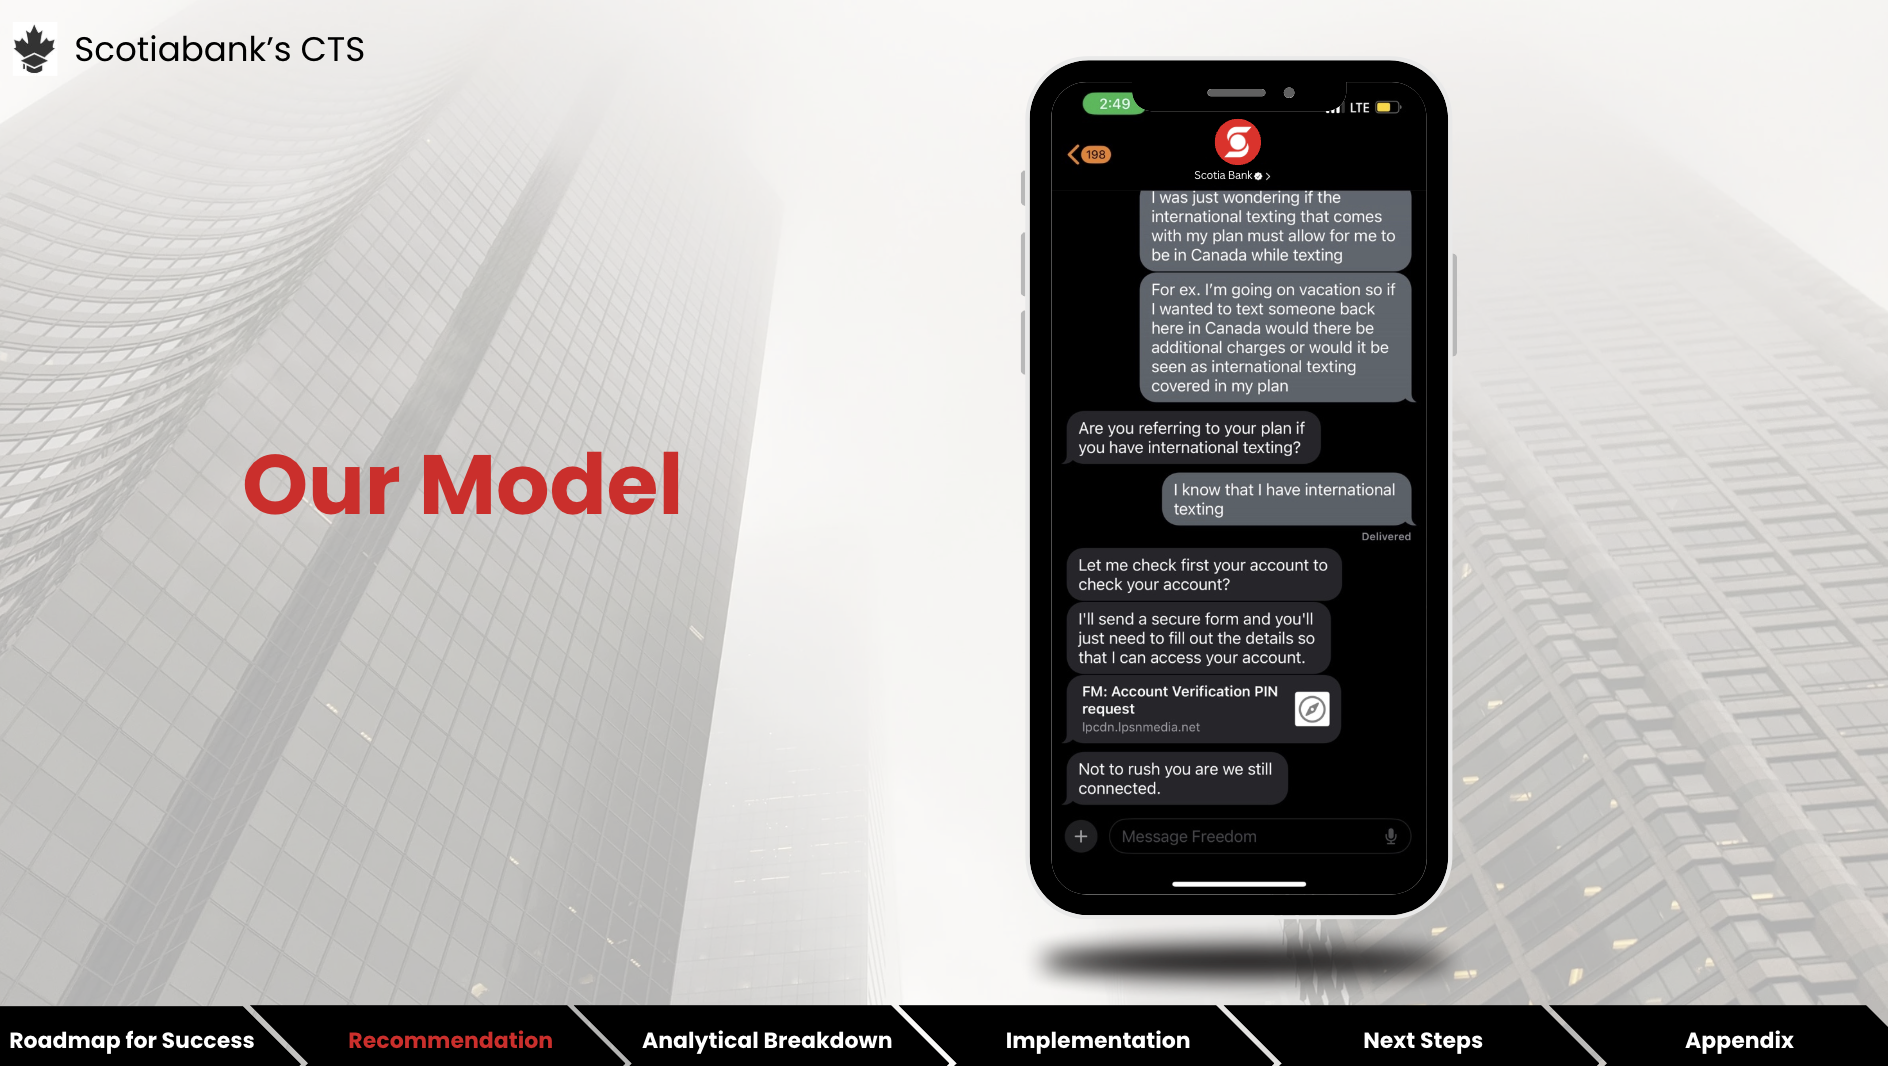 Scotiabank’s CTS
Our Model
2:49
LTE
198
Scotia Bank
I was just wondering if the
international texting that comes
with my plan must allow for me to
be in Canada while texting
For ex. I’m going on vacation so if
I wanted to text someone back
here in Canada would there be
additional charges or would it be
seen as international texting
covered in my plan
Are you referring to your plan if
you have international texting?
I know that I have international
texting
Delivered
Let me check first your account to
check your account?
I'll send a secure form and you'll
just need to fill out the details so
that I can access your account.
FM: Account Verification PIN
request
lpcdn.lpsnmedia.net
Not to rush you are we still
connected.
Message Freedom
Roadmap for Success
Recommendation
Analytical Breakdown
Implementation
Next Steps
Appendix